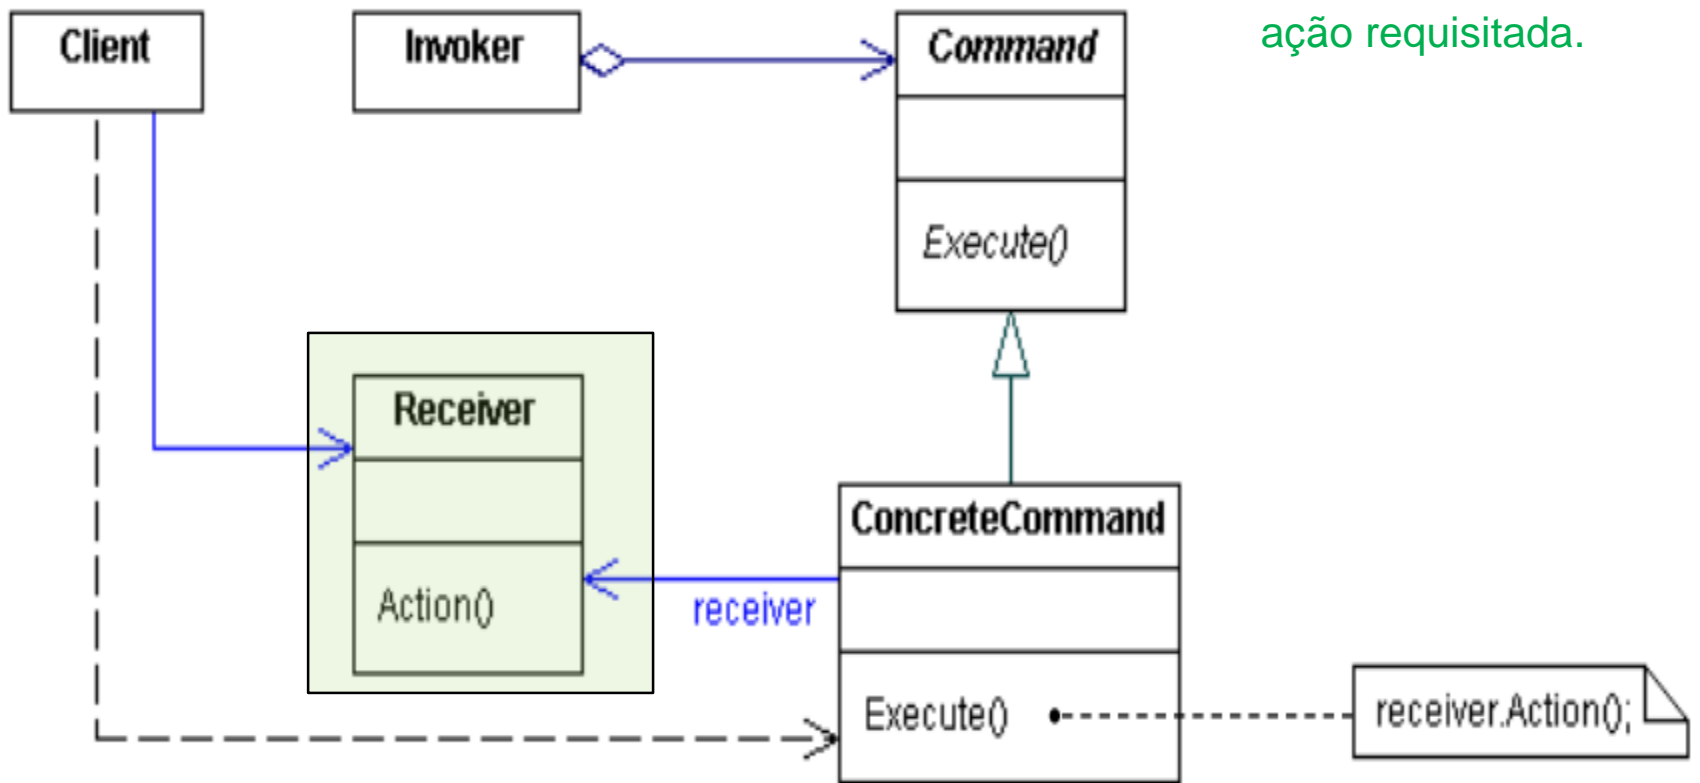 Client
Invoker
Command
ação requisitada.
Execute()
Receiver
Action()
receiver
ConcreteCommand
Execute()
receiver.Action();